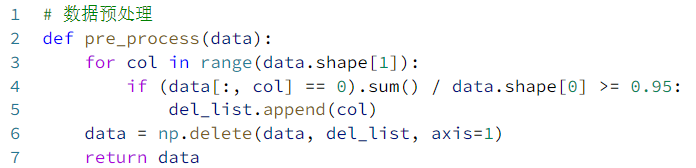 1 # 数据预处理
2 def pre_process(data):
3     for col in range(data.shape[1]):
4         if (data[:, col] == 0).sum() / data.shape[0] >= 0.95:
5             del_list.append(col)
6     data = np.delete(data, del_list, axis=1)
7     return data